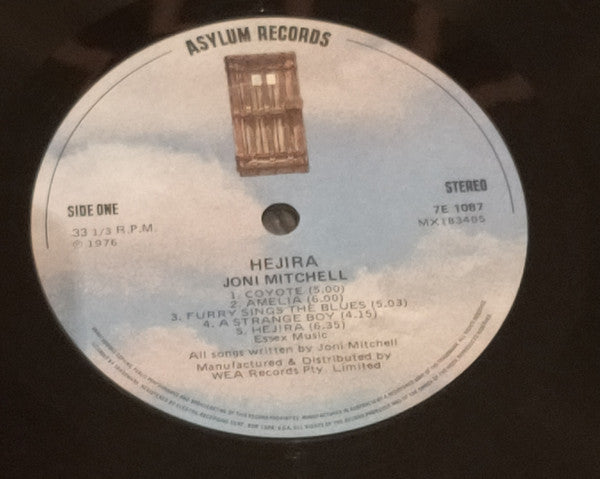 ASYLUM RECORDS
SIDE ONE
33 1/3 R.P.M.
℗ 1976
STEREO
7E 1087
MX183485
HEJIRA
JONI MITCHELL
1. COYOTE (5.00)
2. AMELIA (6.00)
3. FURRY SINGS THE BLUES (5.03)
4. A STRANGE BOY (4.15)
5. HEJIRA (6.35)
Essex Music
All songs written by Joni Mitchell
Manufactured & Distributed by
WEA Records Pty. Limited